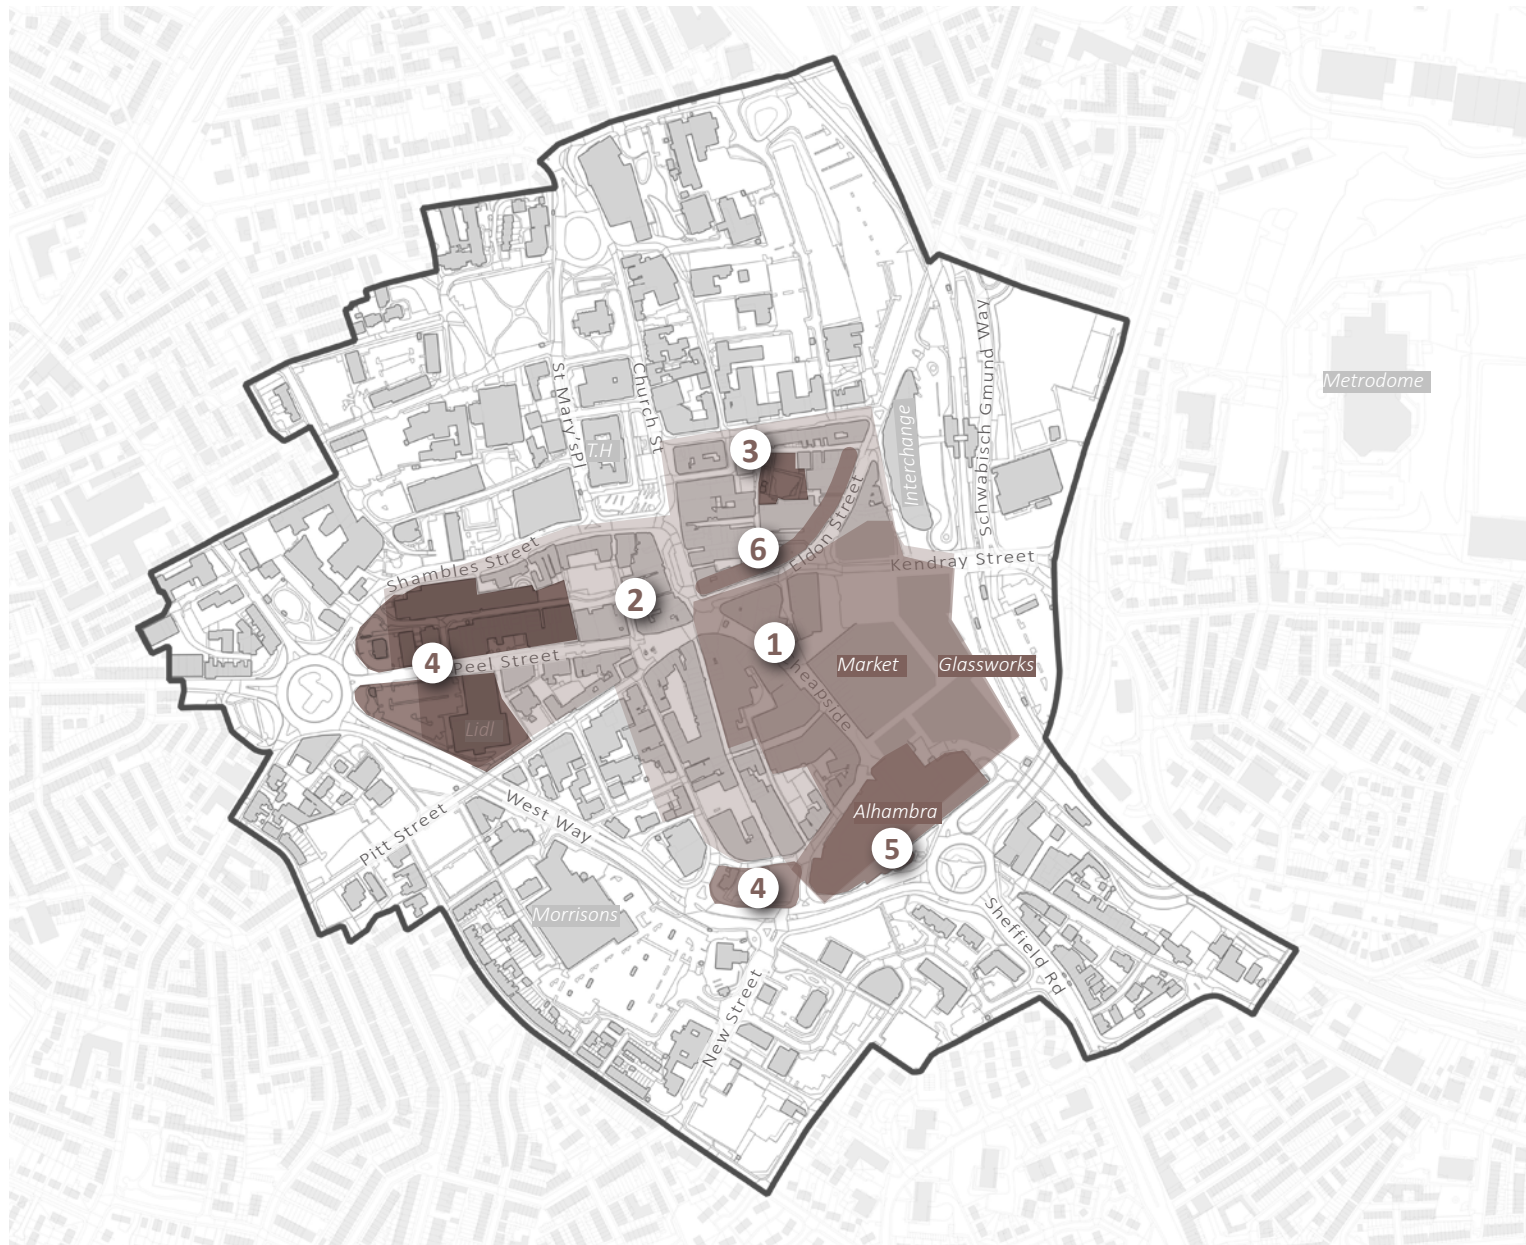 Schwabisch Gmund Way
Metrodome
St Mary'sPl
Church St
Interchange
T.H
3
Eldon Street
6
Shambles Street
Kendray Street
2
1
4
Peel Street
Market
Glassworks
Cheapside
Lidl
West Way
Alhambra
Pitt Street
5
4
Morrisons
Sheffield Rd
New Street